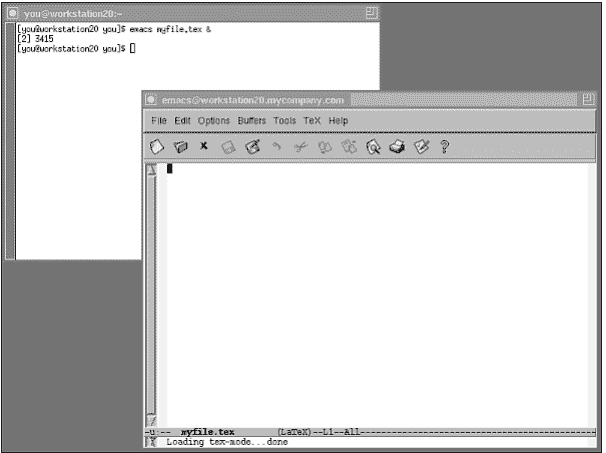 you@workstation20:~
[you@workstation20 you]$ emacs myfile.tex &
[2] 3415
[you@workstation20 you]$
emacs@workstation20.mycompany.com
File Edit Options Buffers Tools TeX Help
-u:-- myfile.tex (LaTeX)--L1--All--------------------------------------------
Loading tex-mode...done